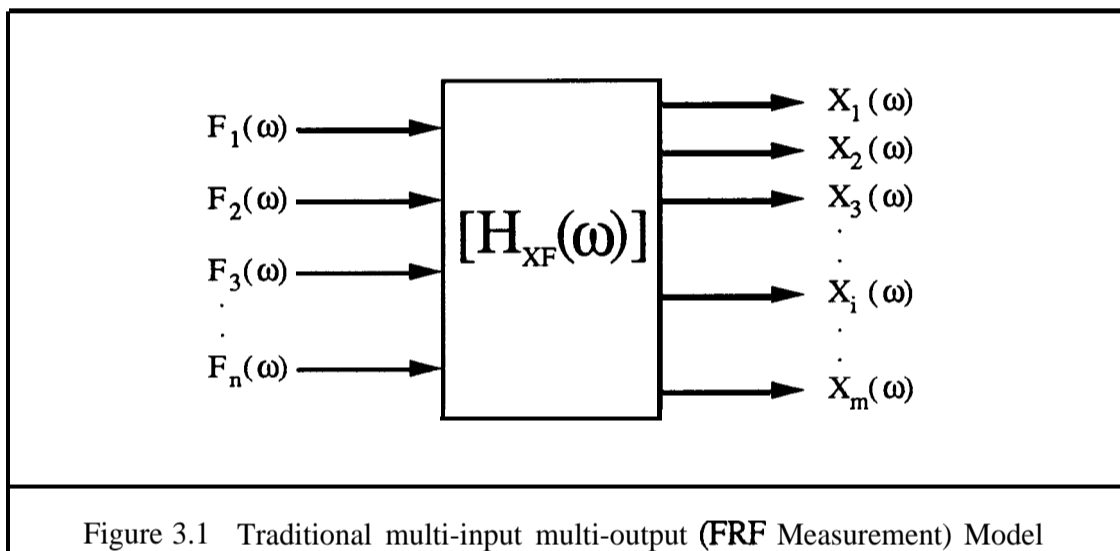 F₁(ω)
F₂(ω)
F₃(ω)
.
.
Fₙ(ω)
[H_XF(ω)]
X₁(ω)
X₂(ω)
X₃(ω)
.
.
Xᵢ(ω)
.
.
Xₘ(ω)
Figure 3.1 Traditional multi-input multi-output (FRF Measurement) Model